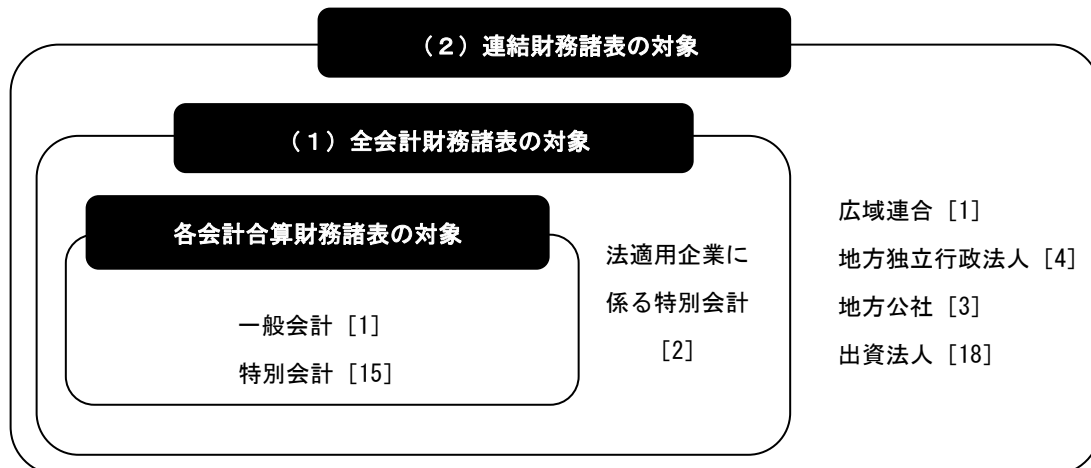 （２）連結財務諸表の対象
（１）全会計財務諸表の対象
各会計合算財務諸表の対象
一般会計 [1]
特別会計 [15]
法適用企業に
係る特別会計
[2]
広域連合 [1]
地方独立行政法人 [4]
地方公社 [3]
出資法人 [18]